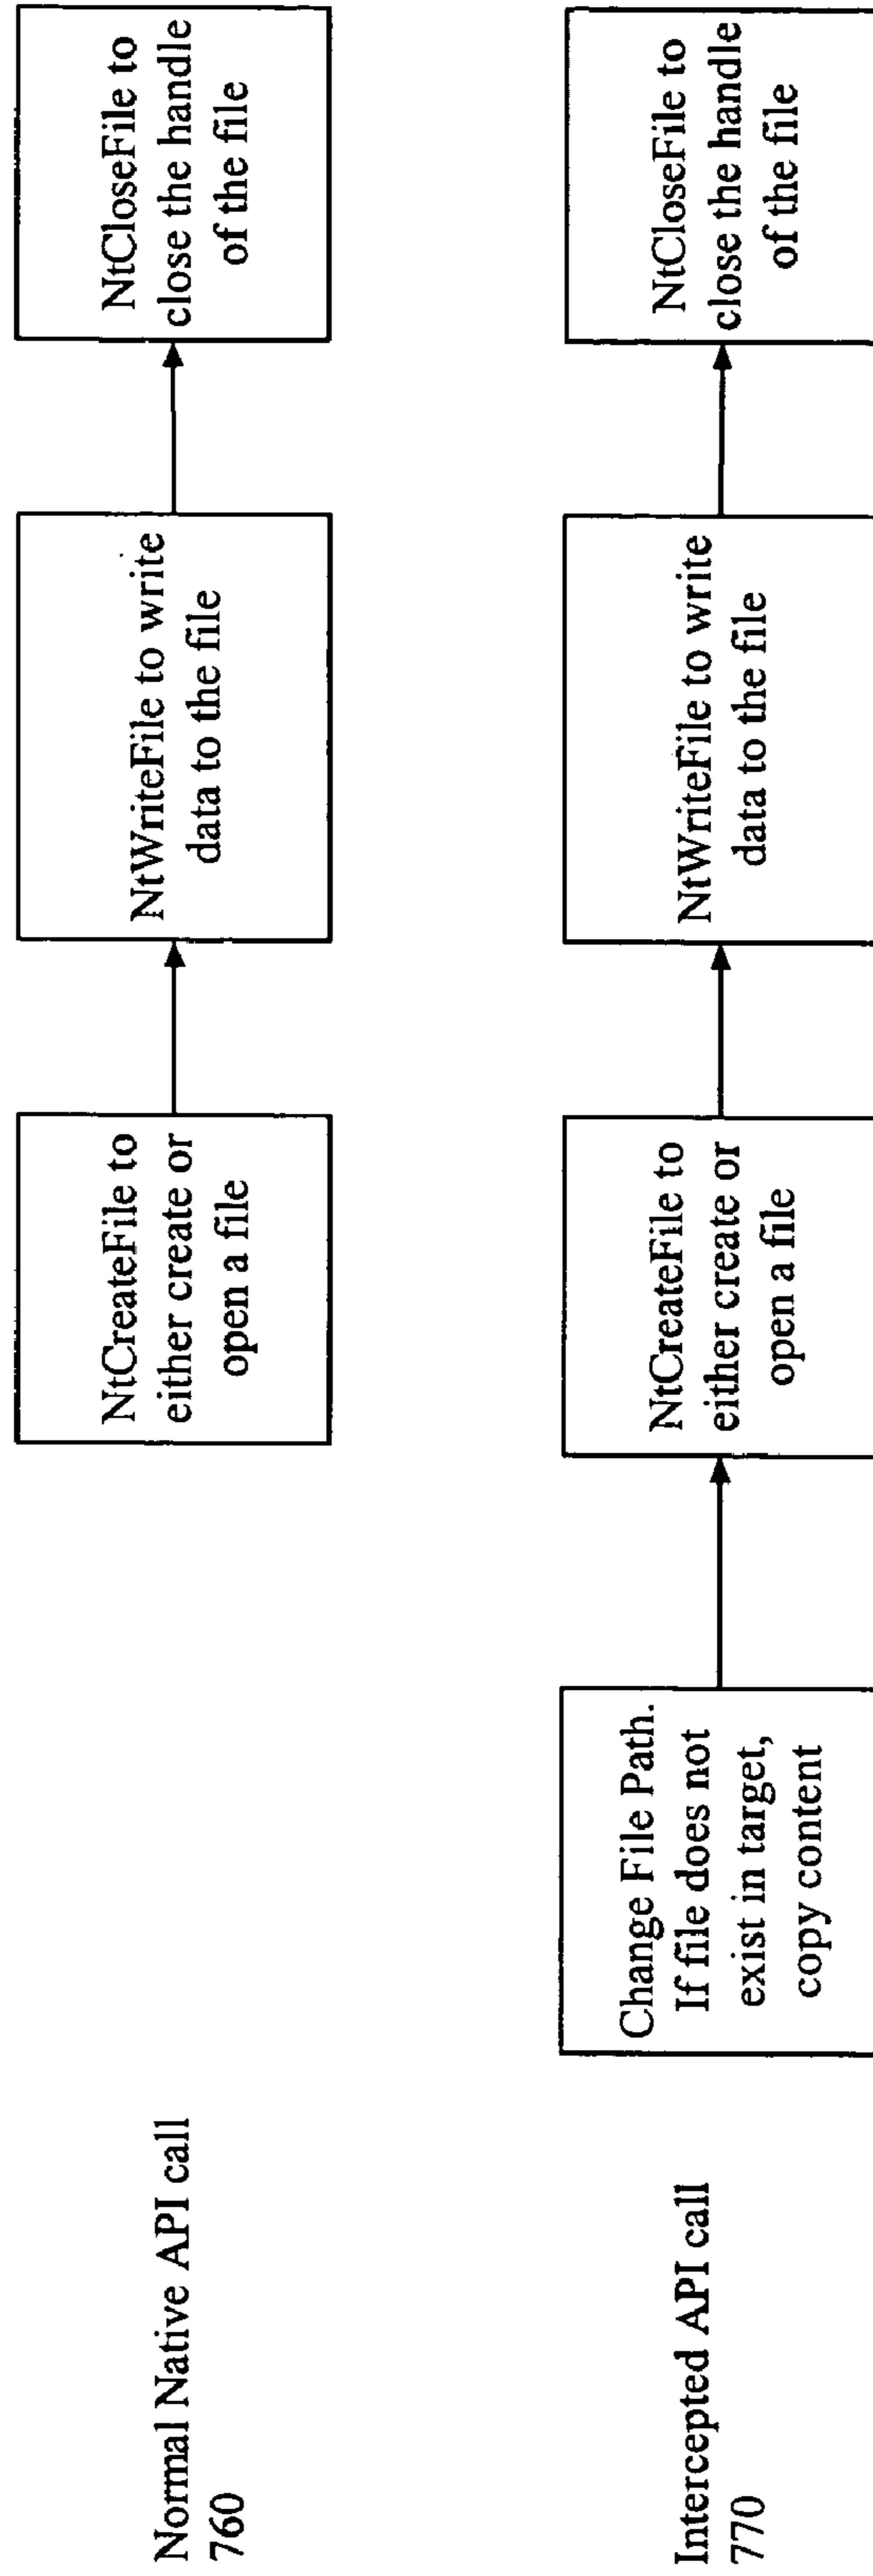 Normal Native API call
760
NtCreateFile to
either create or
open a file
NtWriteFile to write
data to the file
NtCloseFile to
close the handle
of the file
Intercepted API call
770
Change File Path.
If file does not
exist in target,
copy content
NtCreateFile to
either create or
open a file
NtWriteFile to write
data to the file
NtCloseFile to
close the handle
of the file